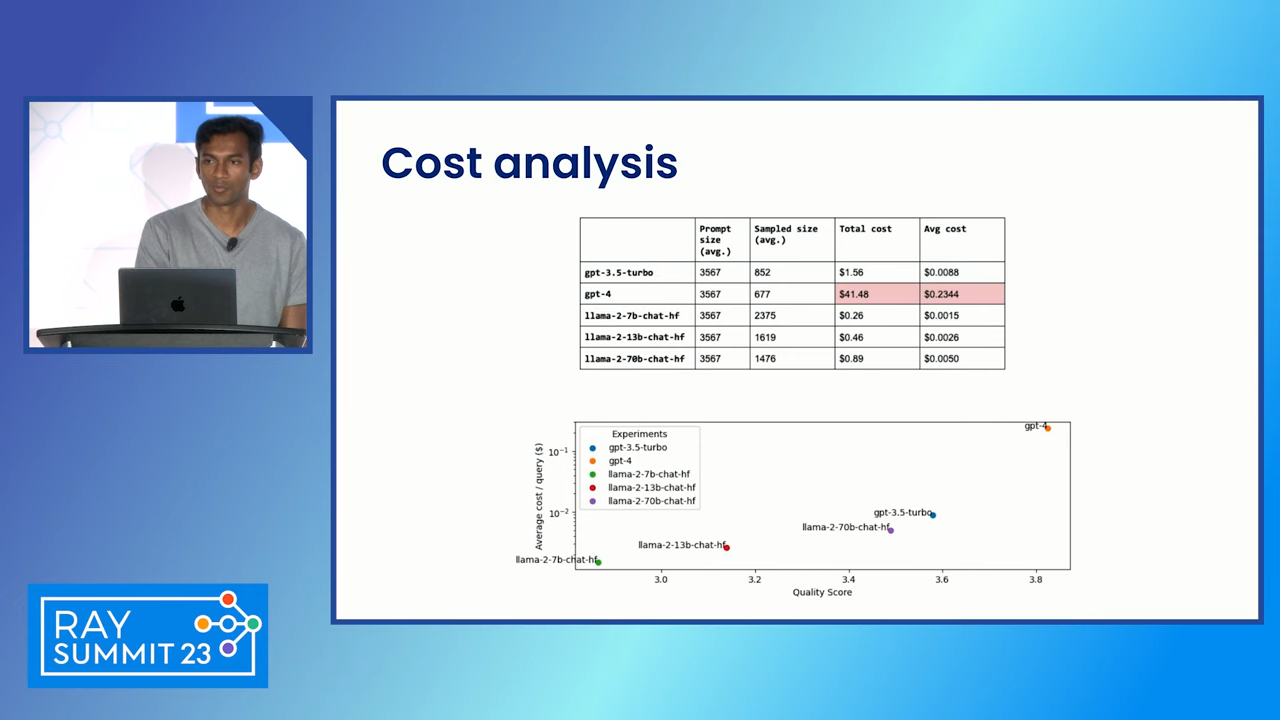 Cost analysis
Prompt size (avg.) Sampled size (avg.) Total cost Avg cost
gpt-3.5-turbo 3567 852 $1.56 $0.0088
gpt-4 3567 677 $41.48 $0.2344
llama-2-7b-chat-hf 3567 2375 $0.26 $0.0015
llama-2-13b-chat-hf 3567 1619 $0.46 $0.0026
llama-2-70b-chat-hf 3567 1476 $0.89 $0.0050
Average cost / query ($)
10⁻¹
10⁻²
Experiments
gpt-3.5-turbo
gpt-4
llama-2-7b-chat-hf
llama-2-13b-chat-hf
llama-2-70b-chat-hf
gpt-4
gpt-3.5-turbo
llama-2-70b-chat-hf
llama-2-13b-chat-hf
llama-2-7b-chat-hf
3.0 3.2 3.4 3.6 3.8
Quality Score
RAY
SUMMIT 23